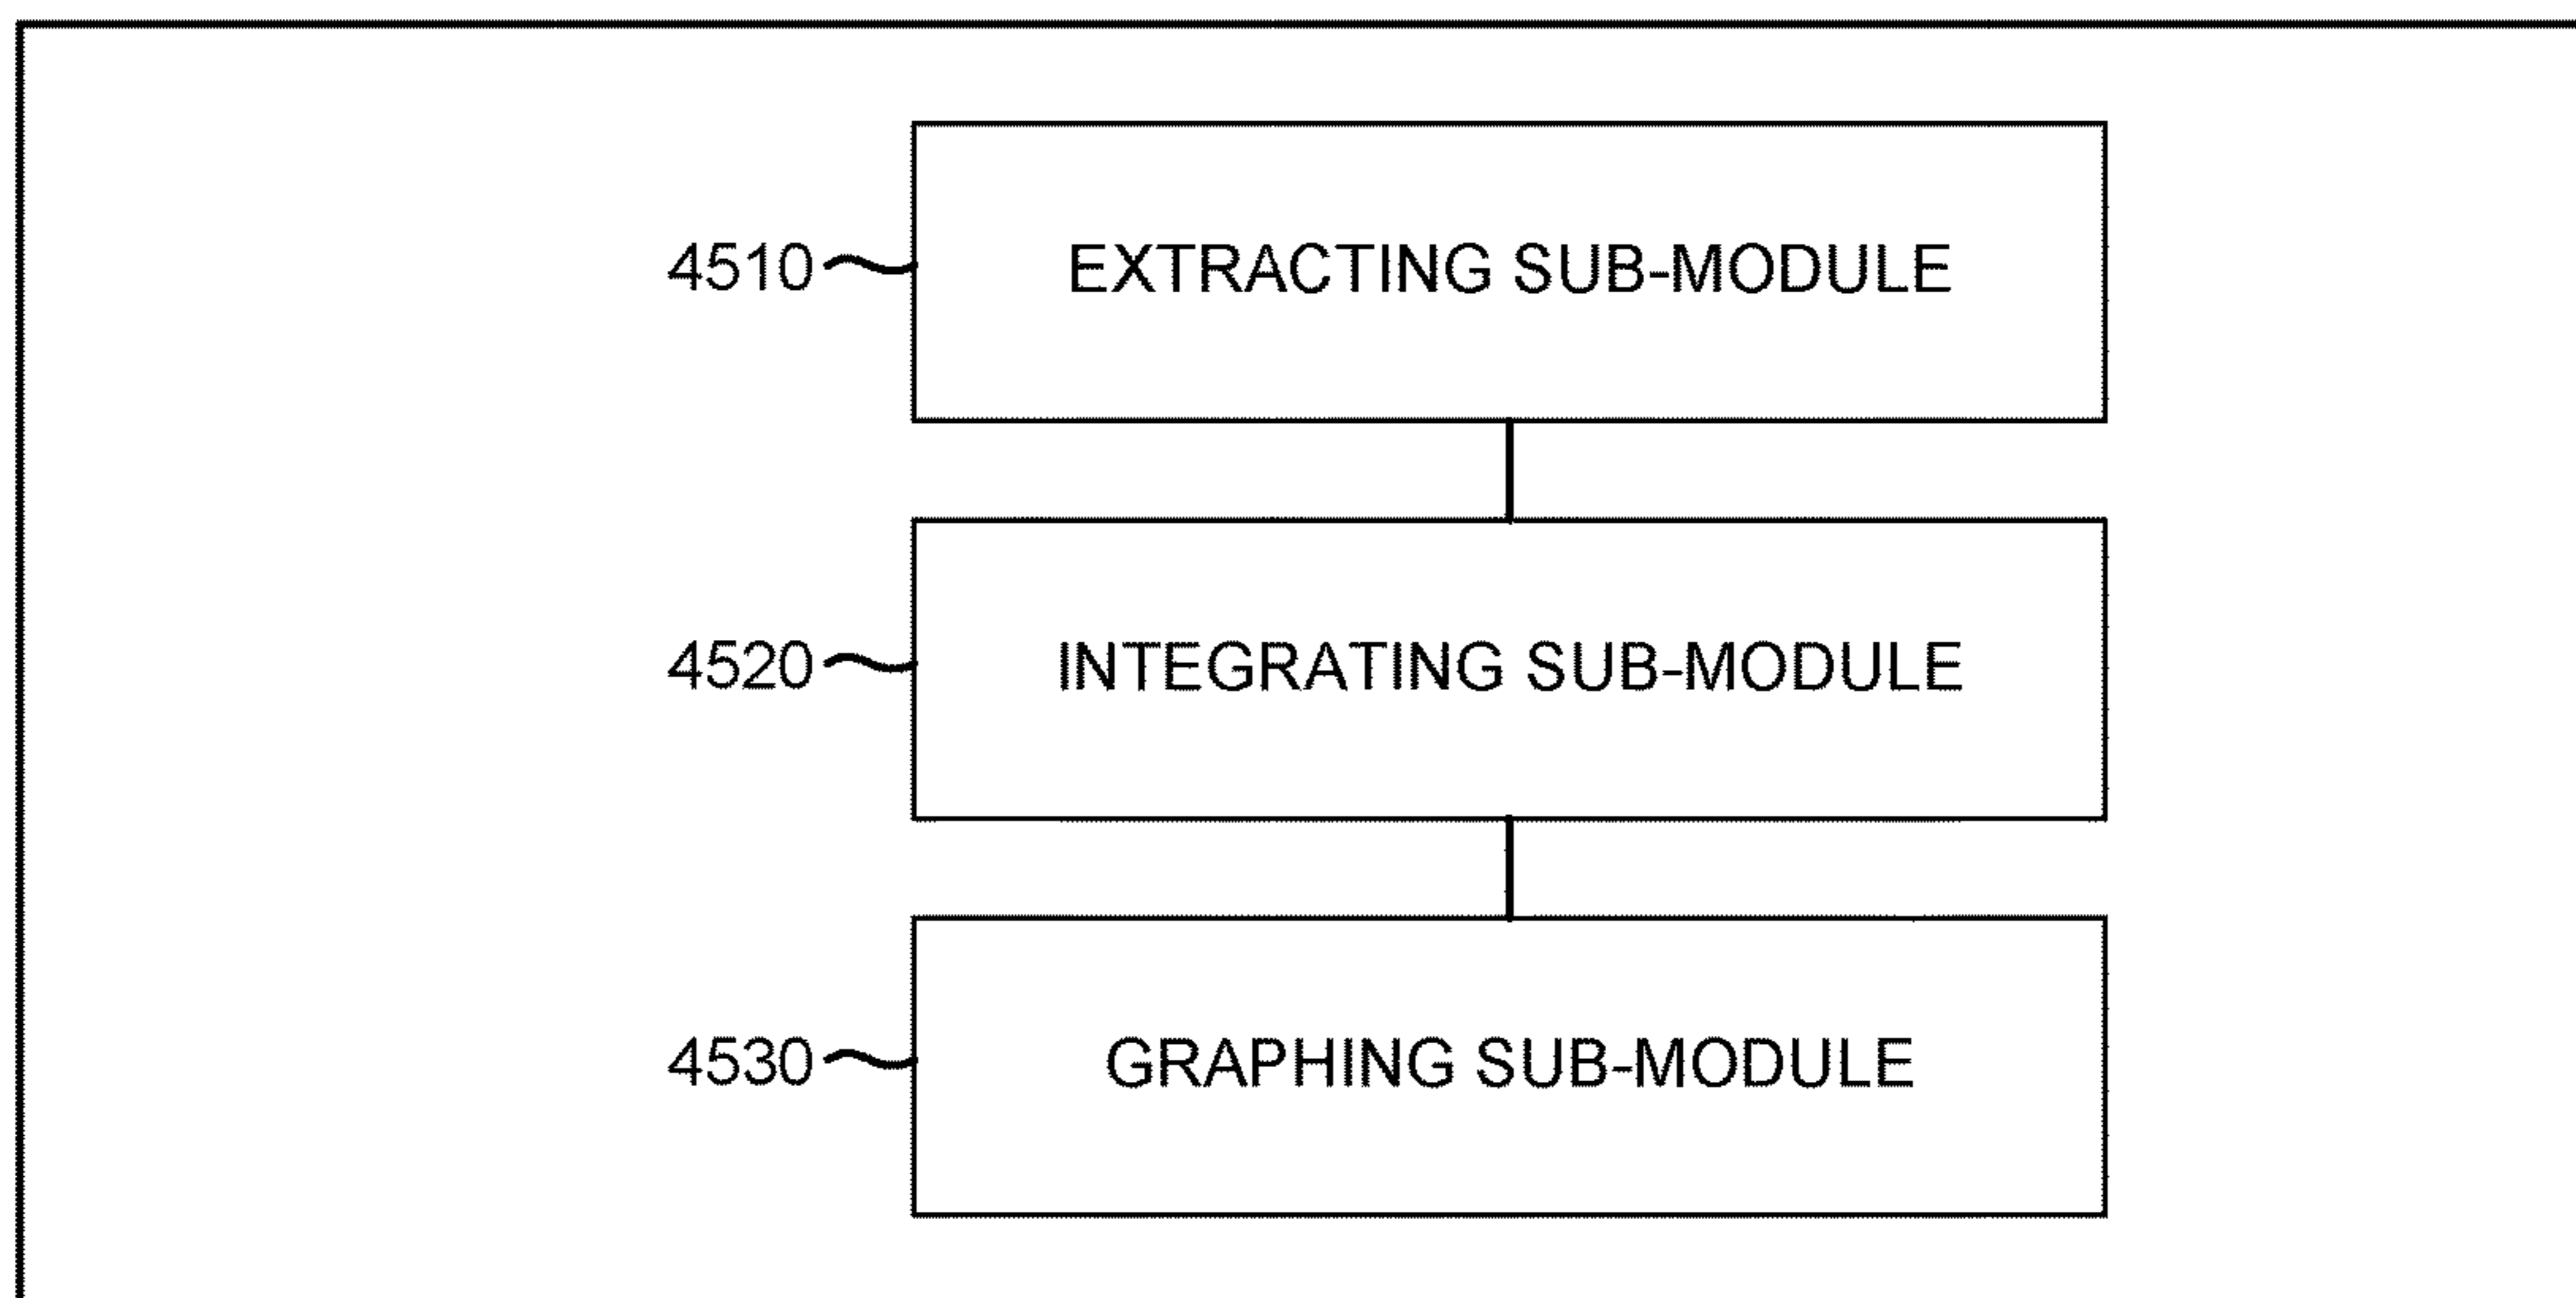 4510 EXTRACTING SUB-MODULE
4520 INTEGRATING SUB-MODULE
4530 GRAPHING SUB-MODULE